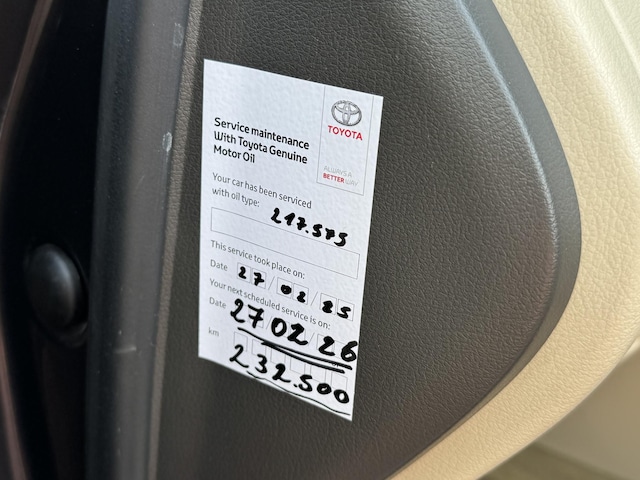 TOYOTA
ALWAYS A
BETTER WAY
Service maintenance
With Toyota Genuine
Motor Oil
Your car has been serviced
with oil type:
217.575
This service took place on:
Date 27/02/25
Your next scheduled service is on:
Date 27/02/26
km 232.500